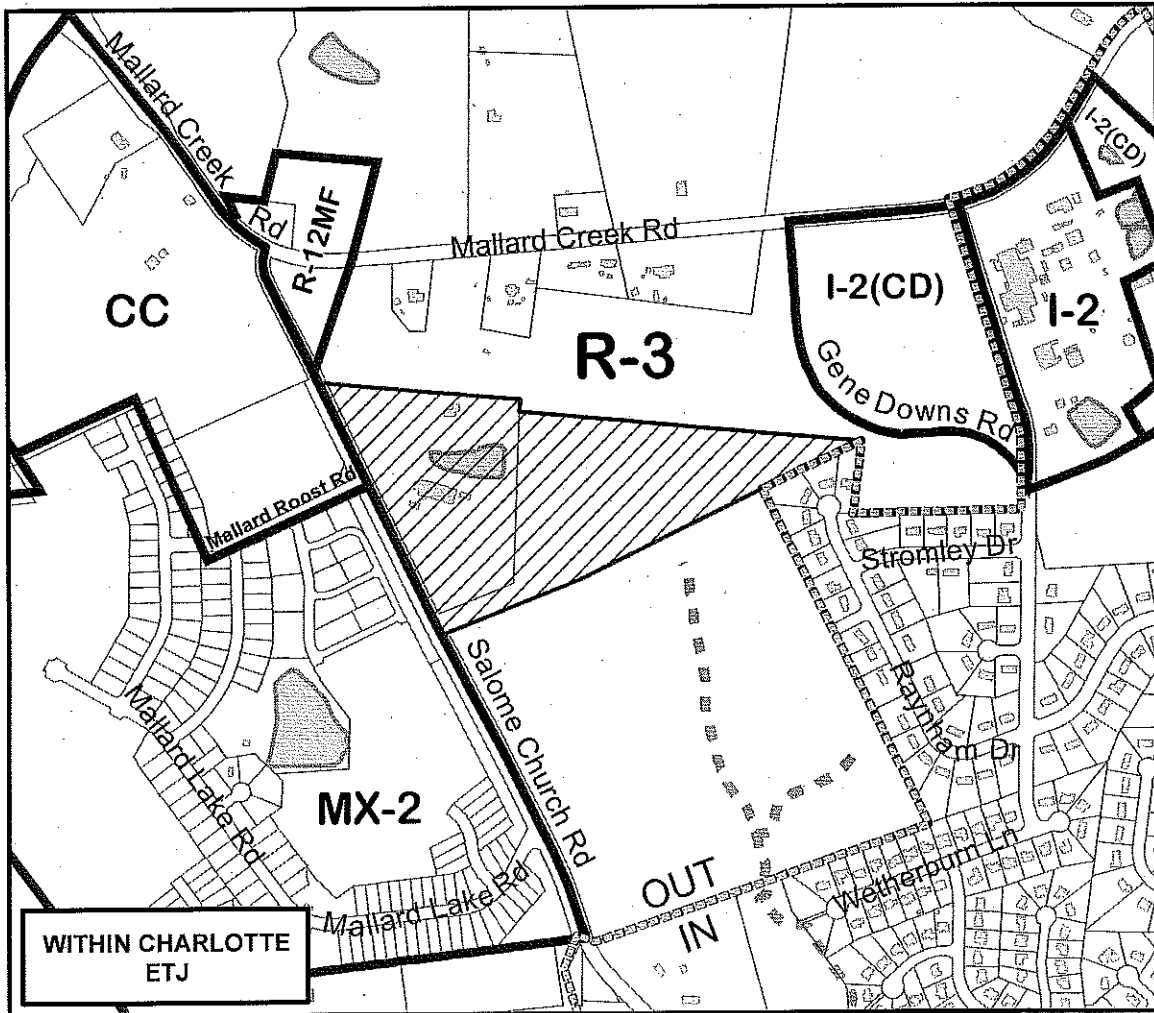 Mallard Creek
Rd
R-12MF
Mallard Creek Rd
I-2(CD)
I-2(CD)
I-2
CC
R-3
Gene Downs Rd
Mallard Roost Rd
Stromley Dr
Salome Church Rd
Raynham Dr
Mallard Lake Rd
MX-2
Mallard Lake Rd
OUT
IN
Wetherburn Ln
WITHIN CHARLOTTE
ETJ